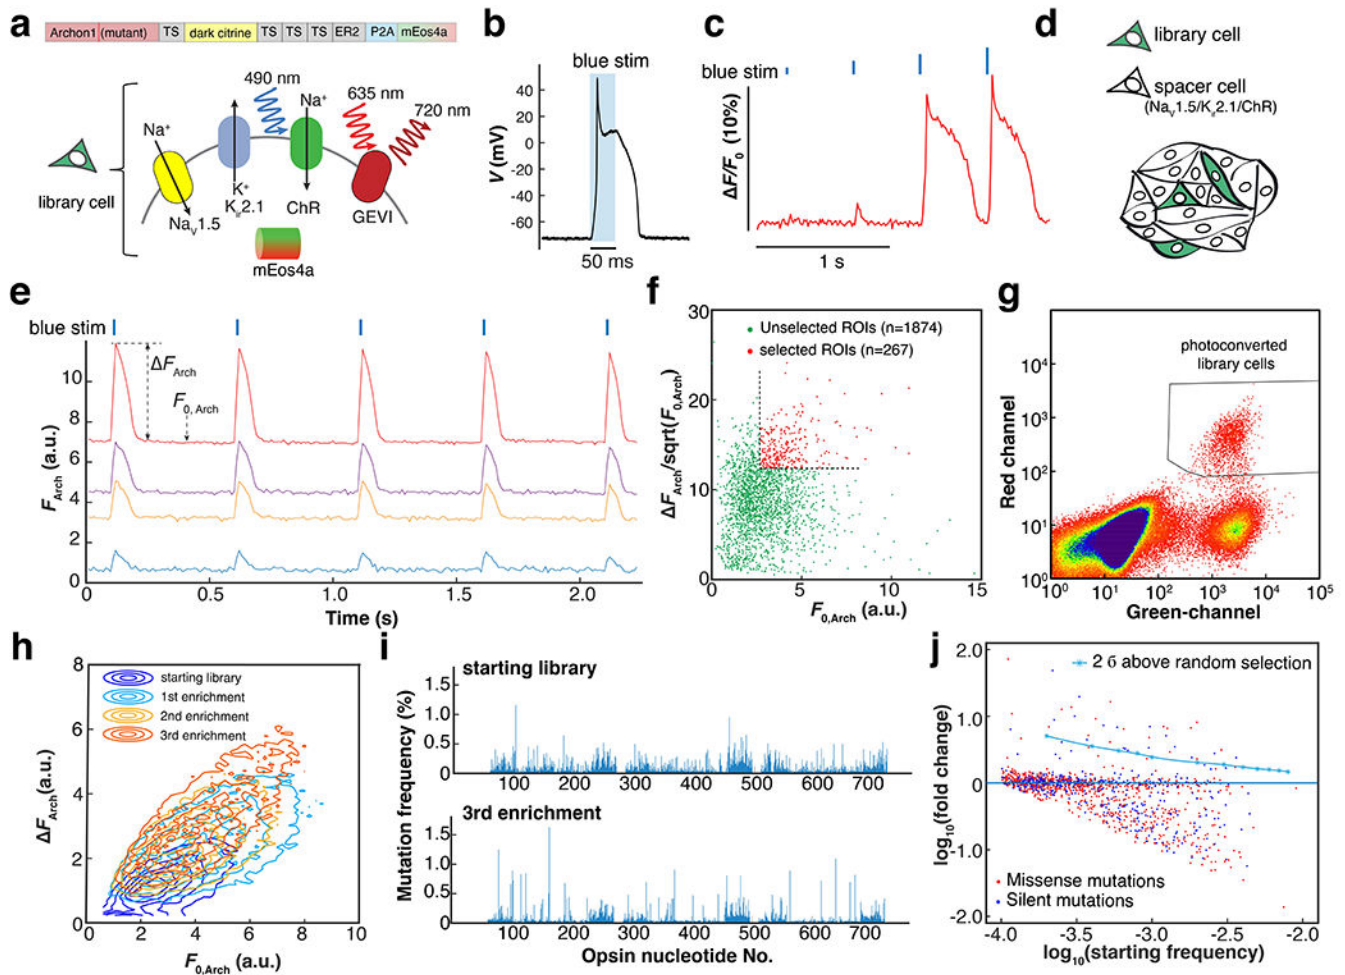 a
Archon1 (mutant) TS dark citrine TS TS TS ER2 P2A mEos4a
490 nm
Na⁺
635 nm
720 nm
Na⁺
library cell
K⁺
Kir2.1
ChR
GEVI
NaV1.5
mEos4a
b
blue stim
V (mV)
40
20
0
-20
-40
-60
50 ms
c
blue stim
ΔF/F0 (10%)
1 s
d
library cell
spacer cell
(NaV1.5/Kir2.1/ChR)
e
blue stim
ΔFArch
F0, Arch
FArch (a.u.)
10
8
6
4
2
0
0 0.5 1.0 1.5 2.0
Time (s)
f
Unselected ROIs (n=1874)
selected ROIs (n=267)
ΔFArch/sqrt(F0,Arch)
30
20
10
0
0 5 10 15
F0,Arch (a.u.)
g
photoconverted
library cells
Red channel
10⁴
10³
10²
10¹
10⁰
10⁰ 10¹ 10² 10³ 10⁴ 10⁵
Green-channel
h
starting library
1st enrichment
2nd enrichment
3rd enrichment
ΔFArch (a.u.)
8
6
4
2
0
0 2 4 6 8 10
F0,Arch (a.u.)
i
starting library
Mutation frequency (%)
1.5
1.0
0.5
0
100 200 300 400 500 600 700
3rd enrichment
1.5
1.0
0.5
0
100 200 300 400 500 600 700
Opsin nucleotide No.
j
2 б above random selection
log10(fold change)
2.0
1.0
0
-1.0
-2.0
Missense mutations
Silent mutations
-4.0 -3.5 -3.0 -2.5 -2.0
log10(starting frequency)